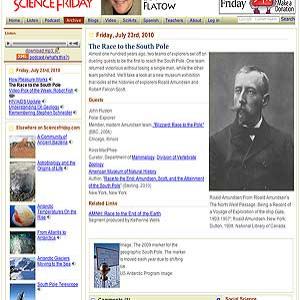 SCIENCE FRIDAY
FLATOW
Friday
Make a
Donation
Listen
Archive
Blog
SciArts
Spanish
Teachers
More
Friday, July 23rd, 2010
The Race to the South Pole
Almost one hundred years ago, two teams of explorers set off on
dueling quests to be the first to reach the South Pole. One team
returned victorious without losing a single man, while the other
team perished. We'll take a look at a new museum exhibition
that looks at the histories of explorers Roald Amundsen and
Robert Falcon Scott.
Guests
John Huston
Polar Explorer
Member, modern Amundsen team, "Blizzard: Race to the Pole"
(BBC, 2006)
Chicago, Illinois
Ross MacPhee
Curator, Department of Mammalogy, Division of Vertebrate
Zoology
American Museum of Natural History
Author, "Race to the End: Amundsen, Scott, and the Attainment
of the South Pole" (Sterling, 2010)
New York, New York
Related Links
AMNH: Race to the End of the Earth
Segment produced by Katherine Wells
Roald Amundsen From Roald Amundsen's
The North West Passage: Being a Record of
a Voyage of Exploration of the ship Gjøa,
1903-1907. New York,
Dutton, 1908. National Library of Canada.
Image: The 2009 marker for the
geographic South Pole. The marker
is moved each year due to shifting
US Antarctic Program image
Listen
download mp3
podcast (what's this?)
Friday, July 23rd, 2010
How Pleasure Works
The Race to the South Pole
Video Pick of the Week: Robot Fish
HIV/AIDS Update
Understanding Oil Geology
Remembering Stephen Schneider
Elsewhere on Sciencefriday.com
A Community of
Ancient Bacteria
Astrobiology and the
Origins of Life
Antarctic
Temperatures On the
Rise
From Atlantis to
Antarctica
Antarctic Glaciers
Moving to the Sea
South Pole Telescope
Comments
Social Science